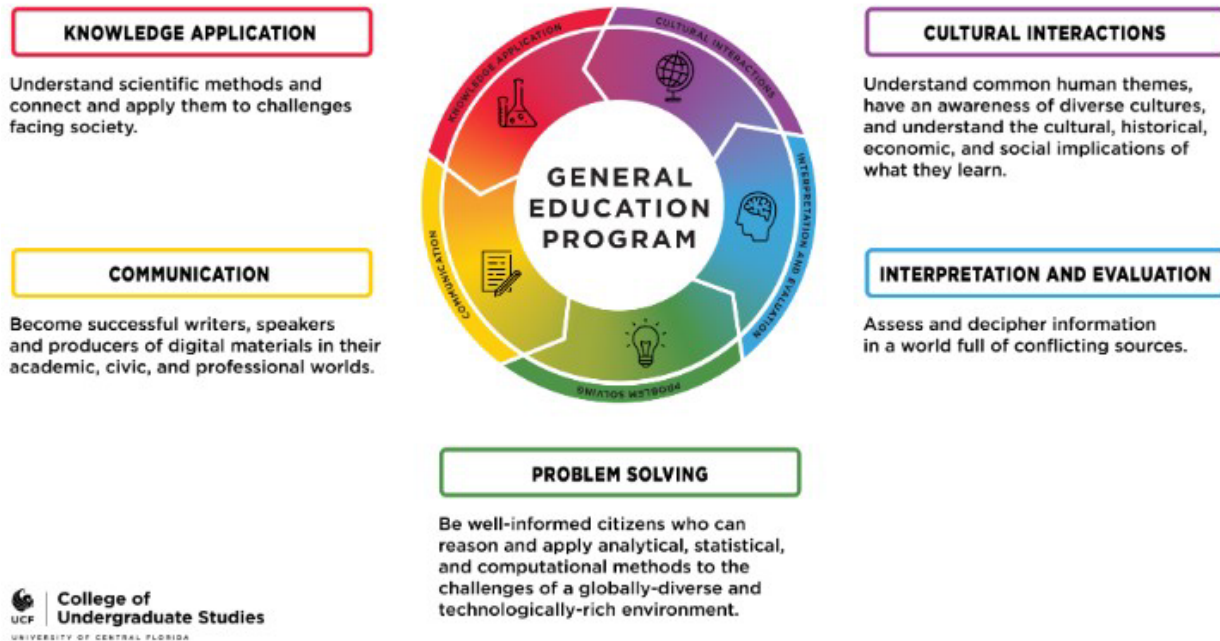 KNOWLEDGE APPLICATION
Understand scientific methods and
connect and apply them to challenges
facing society.
COMMUNICATION
Become successful writers, speakers
and producers of digital materials in their
academic, civic, and professional worlds.
KNOWLEDGE APPLICATION
CULTURAL INTERACTIONS
INTERPRETATION AND EVALUATION
PROBLEM SOLVING
COMMUNICATION
GENERAL
EDUCATION
PROGRAM
CULTURAL INTERACTIONS
Understand common human themes,
have an awareness of diverse cultures,
and understand the cultural, historical,
economic, and social implications of
what they learn.
INTERPRETATION AND EVALUATION
Assess and decipher information
in a world full of conflicting sources.
PROBLEM SOLVING
Be well-informed citizens who can
reason and apply analytical, statistical,
and computational methods to the
challenges of a globally-diverse and
technologically-rich environment.
UCF
College of
Undergraduate Studies
UNIVERSITY OF CENTRAL FLORIDA